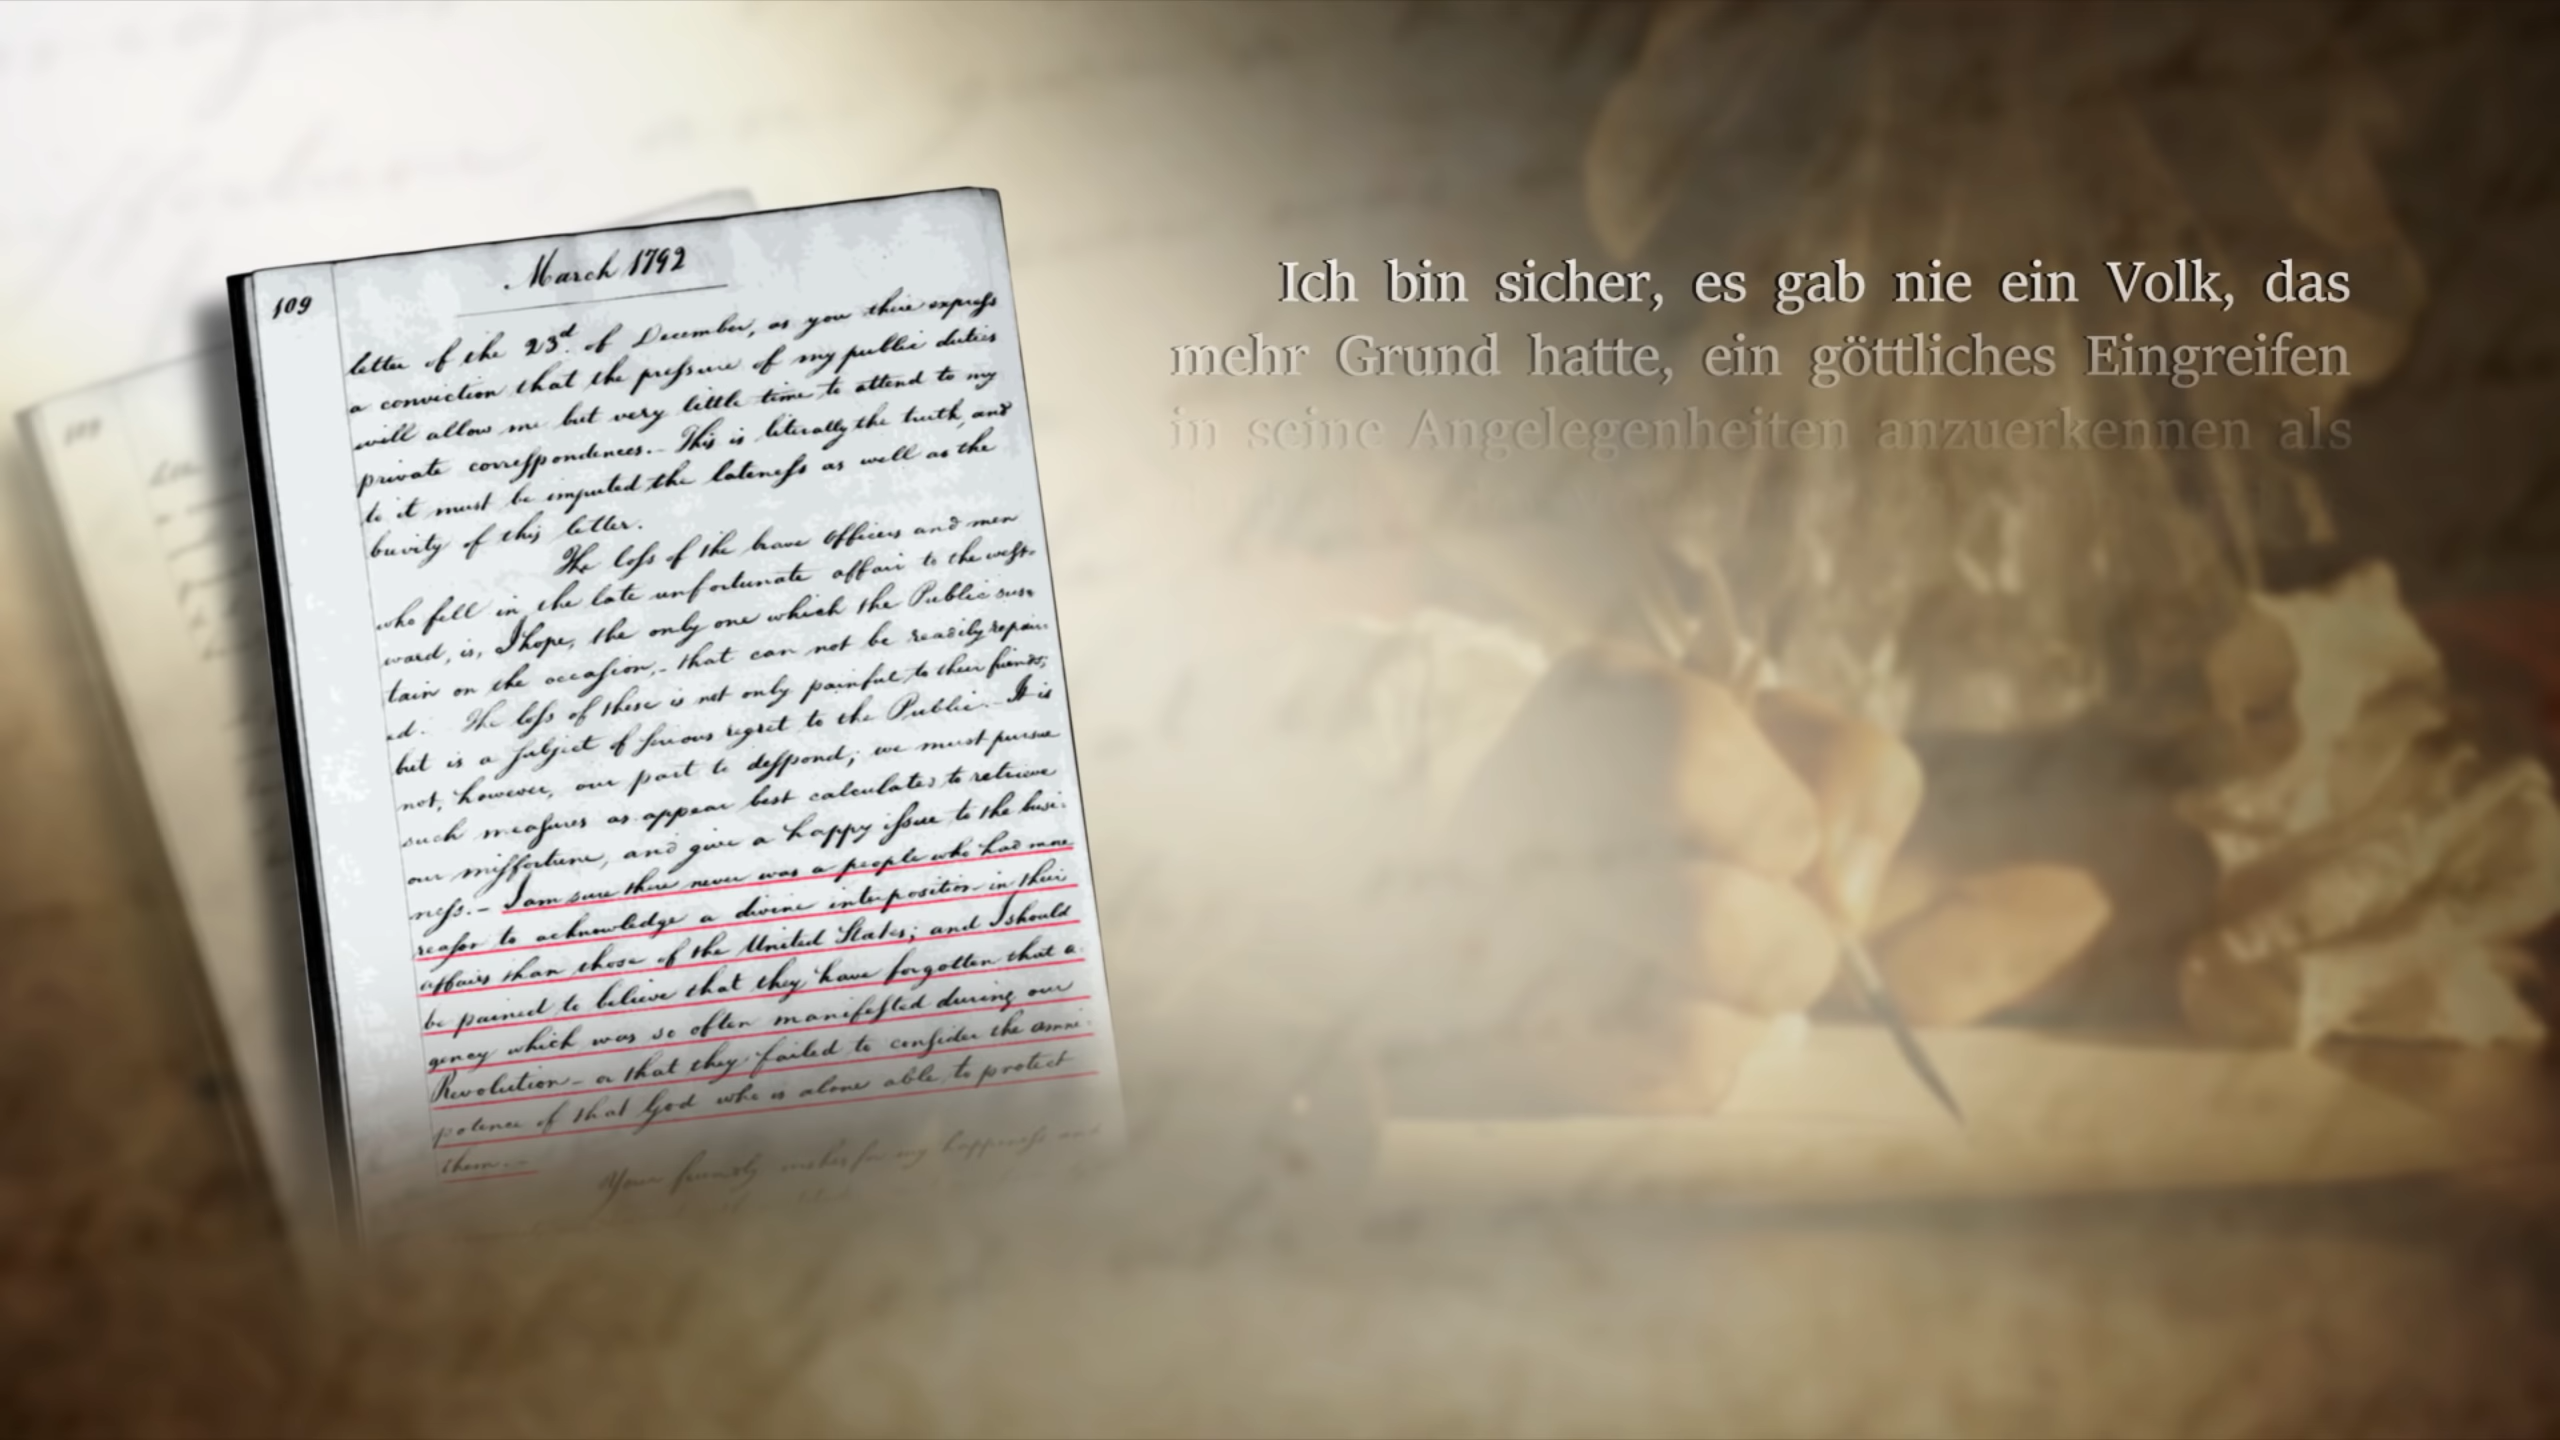 109
March 1792
letter of the 23d. of December, as you there express
a conviction that the pressure of my public duties
will allow me but very little time to attend to my
private correspondences.- This is literally the truth, and
to it must be imputed the lateness as well as the
brevity of this letter.
The loss of the brave Officers and men
who fell in the late unfortunate affair to the west-
ward, is, I hope, the only one which the Public sus-
tain on the occasion,- that can not be readily repair-
ed. The loss of these is not only painful to their friends;
but is a subject of serious regret to the Public.- It is
not, however, our part to despond; we must pursue
such measures as appear best calculated to retrieve
our misfortune, and give a happy issue to the busi-
ness.- I am sure there never was a people who had more
reason to acknowledge a divine interposition in their
affairs than those of the United States; and I should
be pained to believe that they have forgotten that a-
gency which was so often manifested during our
Revolution- or that they failed to consider the omni-
potence of that God who is alone able to protect
them.-
Your friendly wishes for my happiness and
Ich bin sicher, es gab nie ein Volk, das
mehr Grund hatte, ein göttliches Eingreifen
in seine Angelegenheiten anzuerkennen als